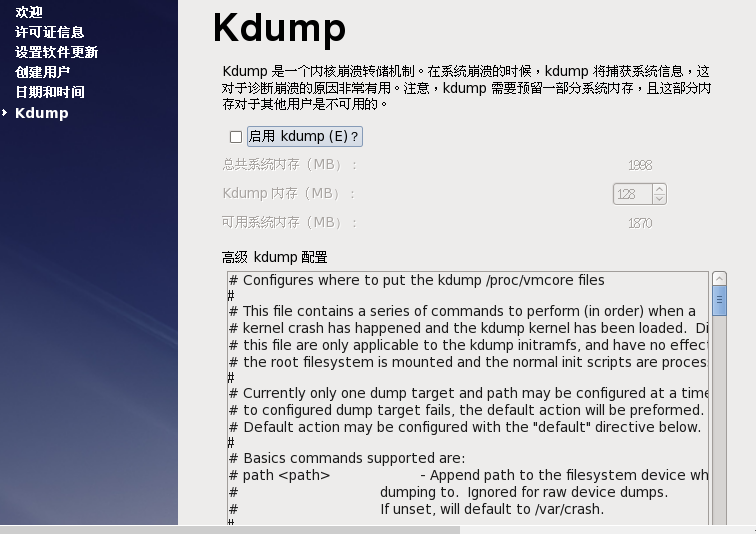 欢迎
许可证信息
设置软件更新
创建用户
日期和时间
Kdump
Kdump
Kdump 是一个内核崩溃转储机制。在系统崩溃的时候，kdump 将捕获系统信息，这
对于诊断崩溃的原因非常有用。注意，kdump 需要预留一部分系统内存，且这部分内
存对于其他用户是不可用的。
启用 kdump (E)？
总共系统内存（MB）： 1998
Kdump 内存（MB）： 128
可用系统内存（MB）： 1870
高级 kdump 配置
# Configures where to put the kdump /proc/vmcore files
#
# This file contains a series of commands to perform (in order) when a
# kernel crash has happened and the kdump kernel has been loaded. Di
# this file are only applicable to the kdump initramfs, and have no effec
# the root filesystem is mounted and the normal init scripts are proces
#
# Currently only one dump target and path may be configured at a time
# to configured dump target fails, the default action will be preformed.
# Default action may be configured with the "default" directive below.
#
# Basics commands supported are:
# path <path> - Append path to the filesystem device wh
# dumping to. Ignored for raw device dumps.
# If unset, will default to /var/crash.
#